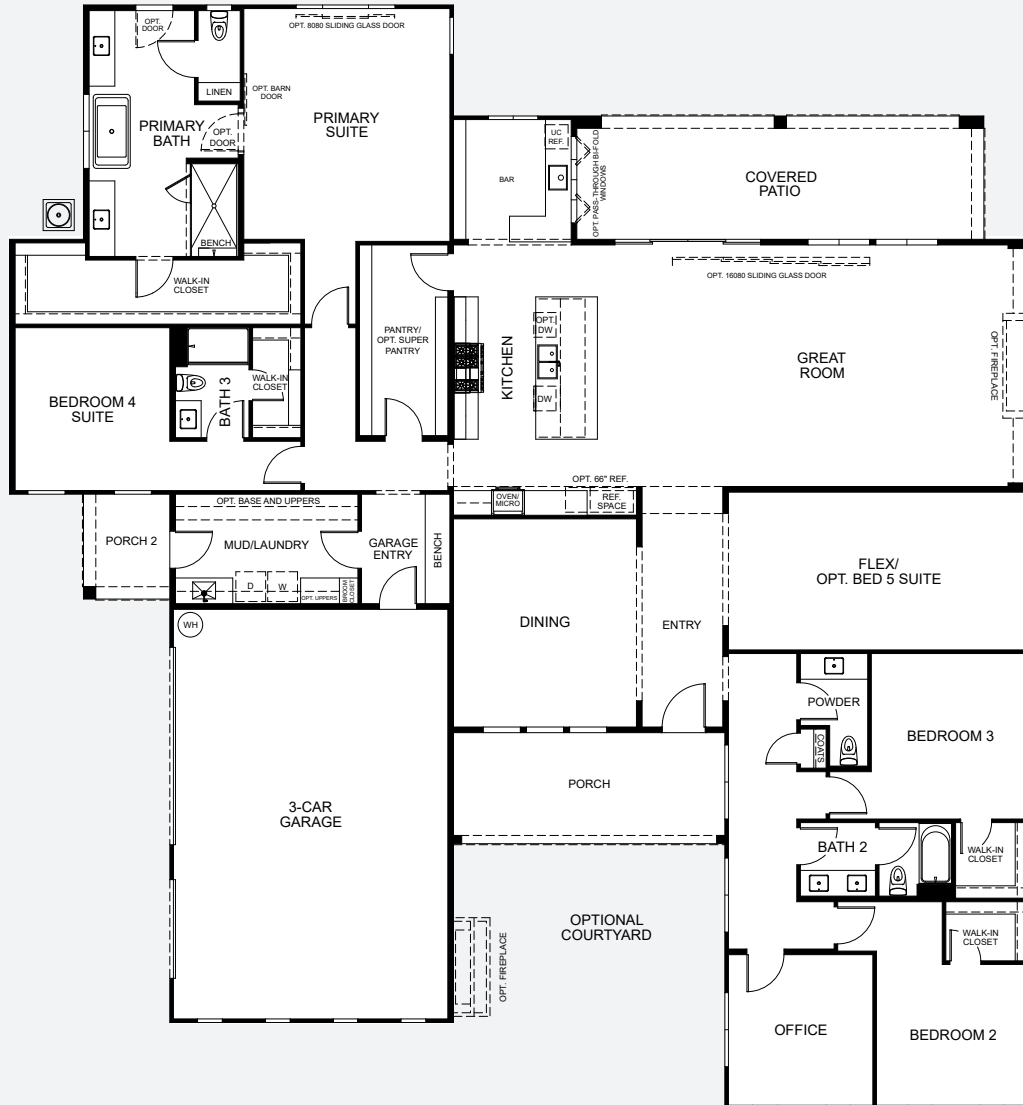 OPT.
DOOR
OPT. 8080 SLIDING GLASS DOOR
LINEN
OPT. BARN
DOOR
PRIMARY
BATH
OPT.
DOOR
PRIMARY
SUITE
BENCH
WALK-IN
CLOSET
UC
REF.
BAR
OPT. PASS-THROUGH BI-FOLD
WINDOWS
COVERED
PATIO
OPT. 16080 SLIDING GLASS DOOR
PANTRY/
OPT. SUPER
PANTRY
KITCHEN
OPT.
DW
DW
GREAT
ROOM
OPT. FIREPLACE
BEDROOM 4
SUITE
BATH 3
WALK-IN
CLOSET
OPT. 66" REF.
OVEN/
MICRO
REF.
SPACE
OPT. BASE AND UPPERS
PORCH 2
MUD/LAUNDRY
GARAGE
ENTRY
BENCH
D
W
OPT. UPPERS
BROOM
CLOSET
FLEX/
OPT. BED 5 SUITE
DINING
ENTRY
WH
POWDER
COATS
BEDROOM 3
PORCH
3-CAR
GARAGE
BATH 2
WALK-IN
CLOSET
OPTIONAL
COURTYARD
OPT. FIREPLACE
WALK-IN
CLOSET
OFFICE
BEDROOM 2